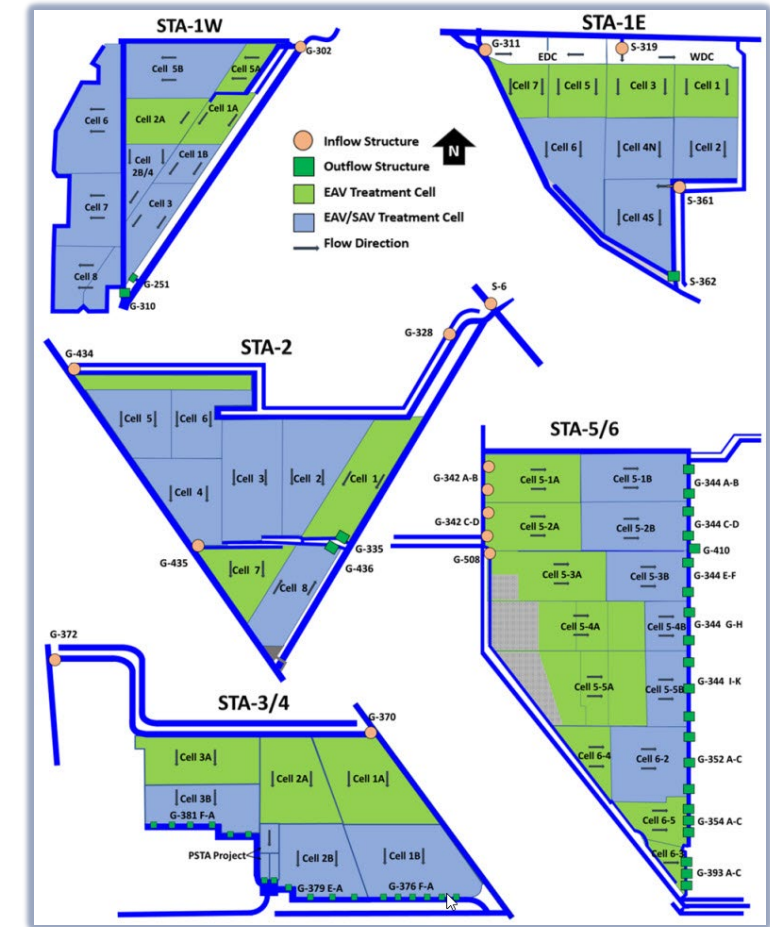 STA-1W
G-302
Cell 5B
Cell 5A
Cell 6
Cell 2A
Cell 1A
Cell
2B/4
Cell 1B
Cell 7
Cell 3
Cell 8
G-251
G-310
Inflow Structure
N
Outflow Structure
EAV Treatment Cell
EAV/SAV Treatment Cell
Flow Direction
STA-1E
G-311
EDC
S-319
WDC
Cell 7
Cell 5
Cell 3
Cell 1
Cell 6
Cell 4N
Cell 2
S-361
Cell 4S
S-362
STA-2
S-6
G-328
G-434
Cell 5
Cell 6
Cell 3
Cell 2
Cell 1
Cell 4
G-335
G-435
G-436
Cell 7
Cell 8
STA-5/6
G-342 A-B
Cell 5-1A
Cell 5-1B
G-344 A-B
G-342 C-D
Cell 5-2A
Cell 5-2B
G-344 C-D
G-410
G-508
Cell 5-3A
Cell 5-3B
G-344 E-F
Cell 5-4A
Cell 5-4B
G-344 G-H
Cell 5-5A
Cell 5-5B
G-344 I-K
Cell 6-4
Cell 6-2
G-352 A-C
Cell 6-5
G-354 A-C
Cell 6-3
G-393 A-C
STA-3/4
G-372
G-370
Cell 3A
Cell 2A
Cell 1A
Cell 3B
G-381 F-A
PSTA Project
Cell 2B
Cell 1B
G-379 E-A
G-376 F-A